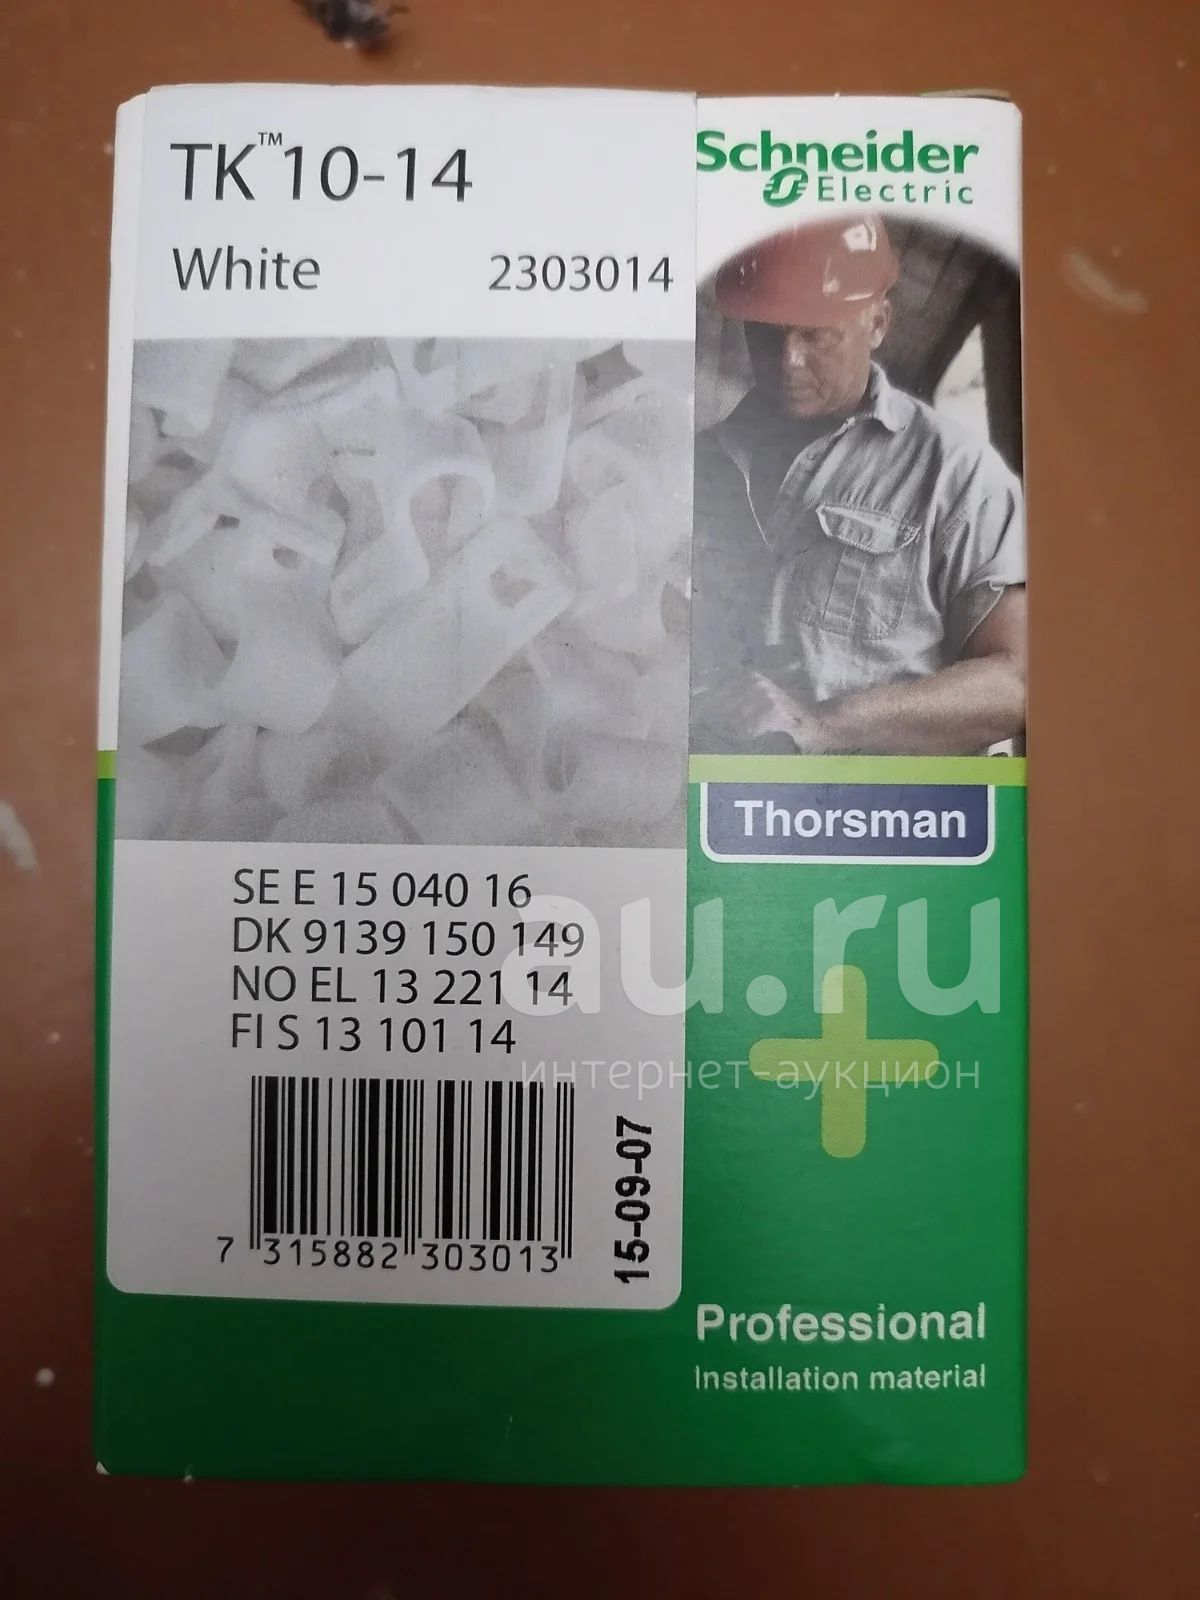 TK™10-14
White 2303014
Schneider
Electric
Thorsman
SE E 15 040 16
DK 9139 150 149
NO EL 13 221 14
FI S 13 101 14
7 315882 303013
15-09-07
Professional
Installation material
au.ru
интернет-аукцион